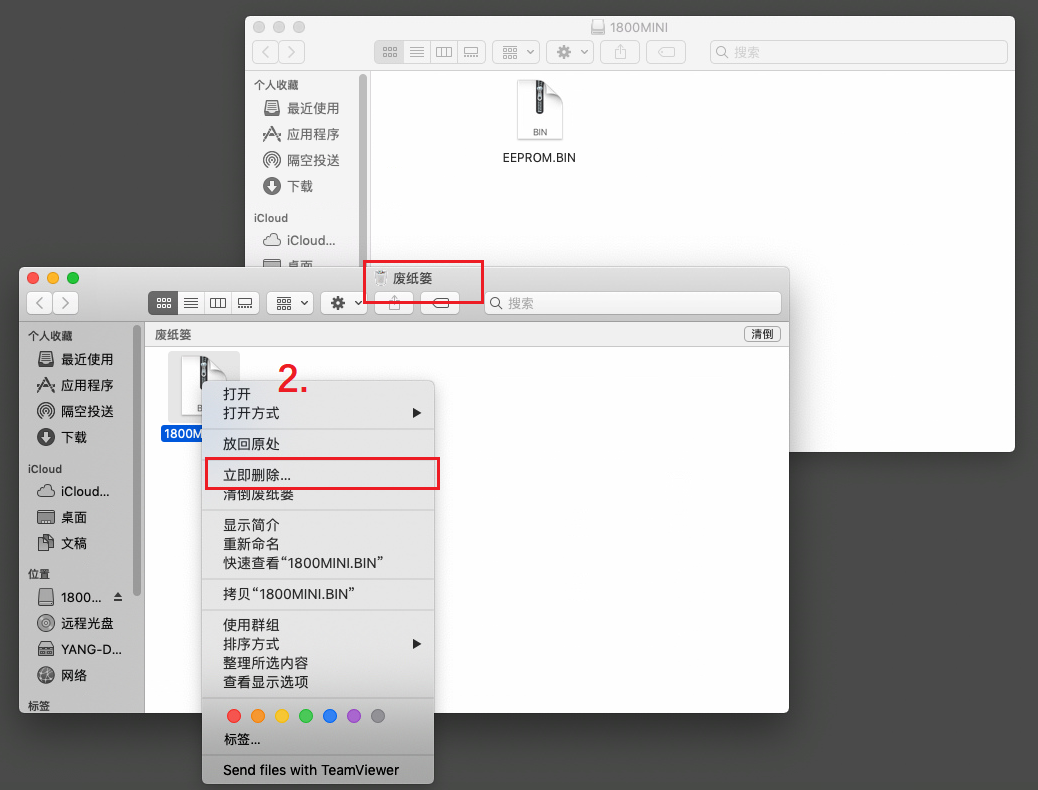 1800MINI
搜索
个人收藏
最近使用
应用程序
隔空投送
下载
iCloud
iCloud...
桌面
BIN
EEPROM.BIN
废纸篓
搜索
个人收藏
最近使用
应用程序
隔空投送
下载
iCloud
iCloud...
桌面
文稿
位置
1800...
远程光盘
YANG-D...
网络
标签
废纸篓
清倒
1800M
2.
打开
打开方式
放回原处
立即删除...
清倒废纸篓
显示简介
重新命名
快速查看“1800MINI.BIN”
拷贝“1800MINI.BIN”
使用群组
排序方式
整理所选内容
查看显示选项
标签...
Send files with TeamViewer